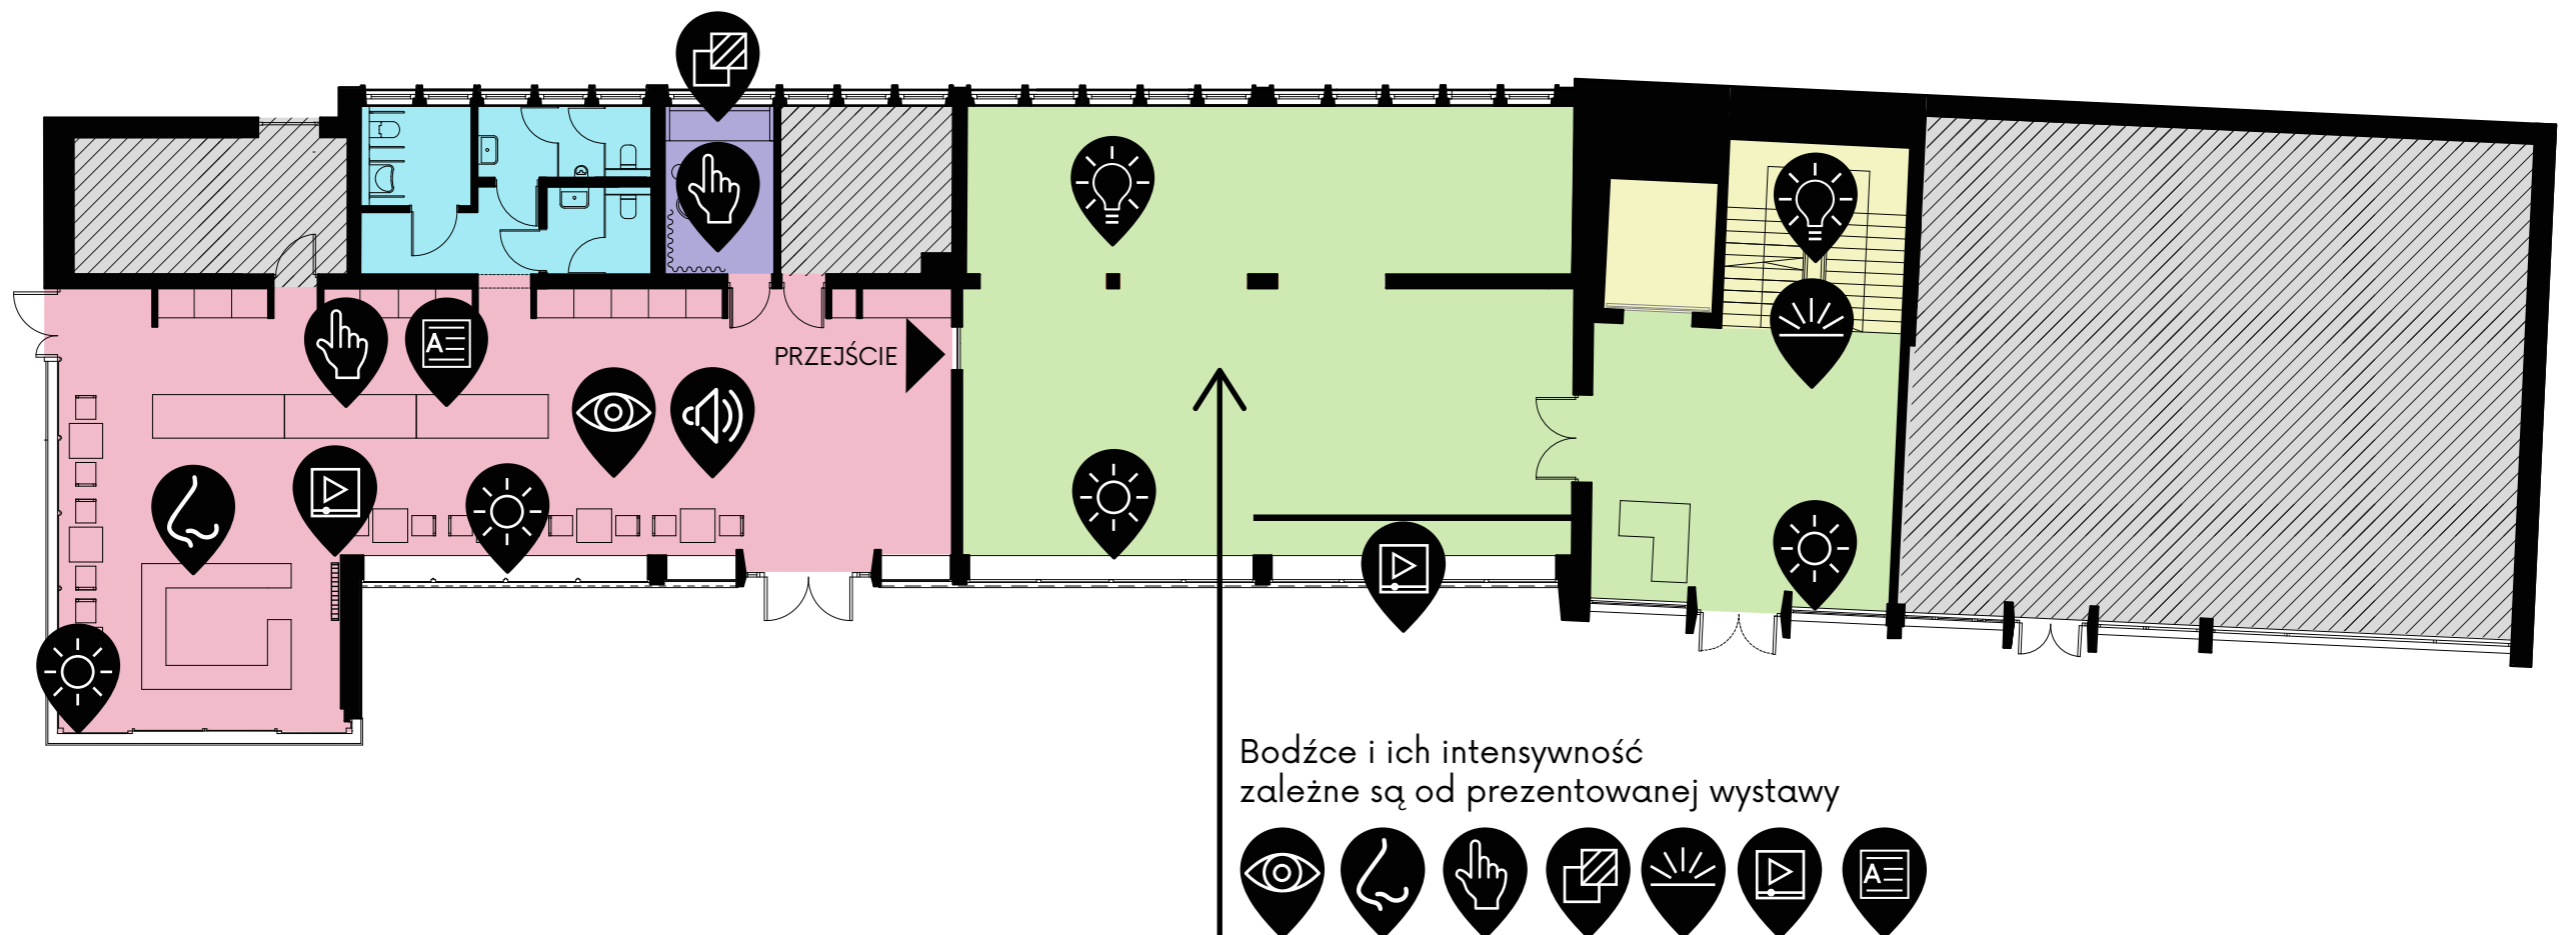 PRZEJŚCIE
A
Bodźce i ich intensywność
zależne są od prezentowanej wystawy
A